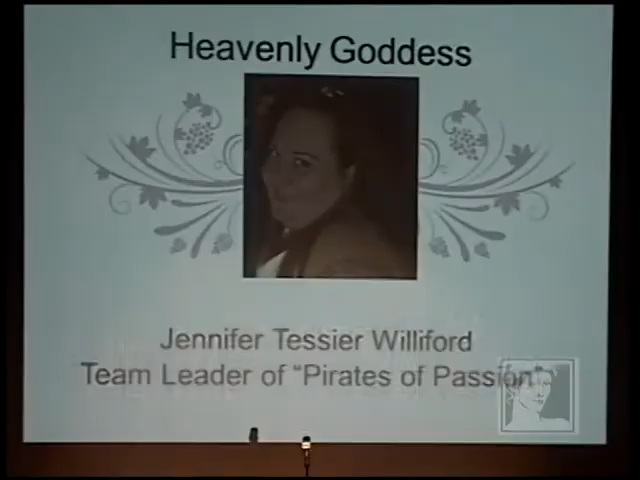 Heavenly Goddess
Jennifer Tessier Williford
Team Leader of “Pirates of Passion”